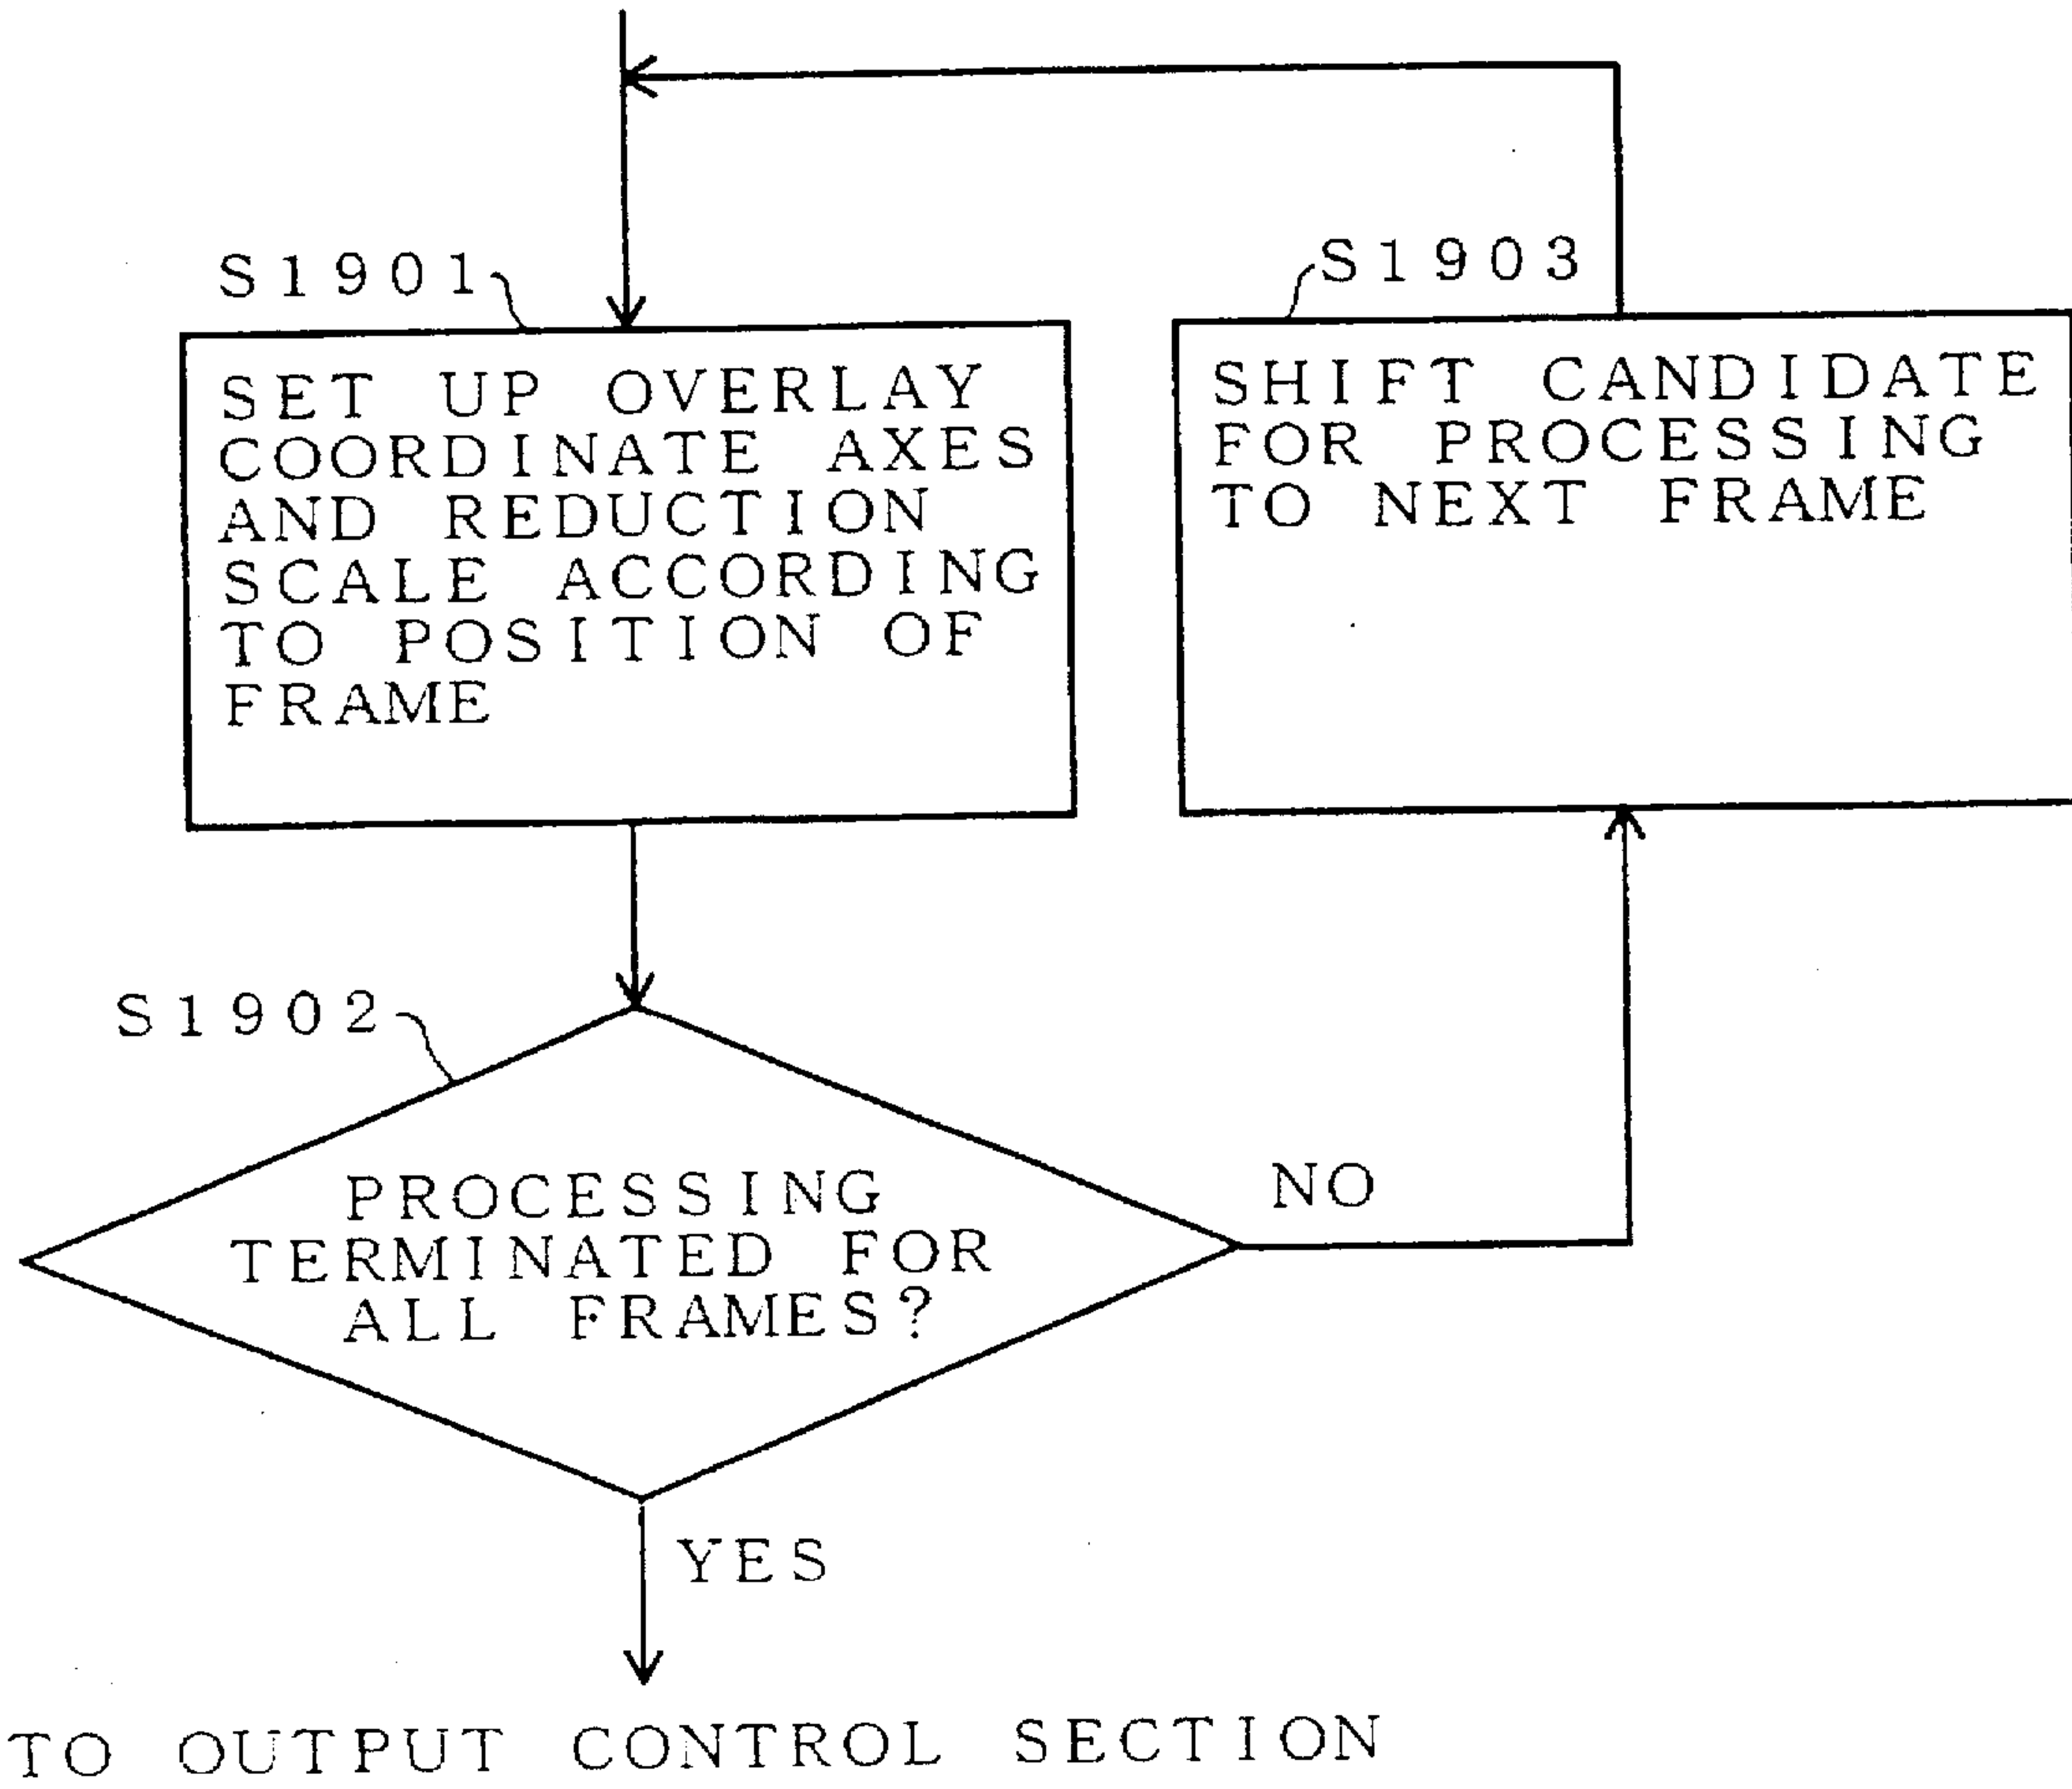 S1901
SET UP OVERLAY
COORDINATE AXES
AND REDUCTION
SCALE ACCORDING
TO POSITION OF
FRAME
S1903
SHIFT CANDIDATE
FOR PROCESSING
TO NEXT FRAME
S1902
PROCESSING
TERMINATED FOR
ALL FRAMES?
NO
YES
TO OUTPUT CONTROL SECTION